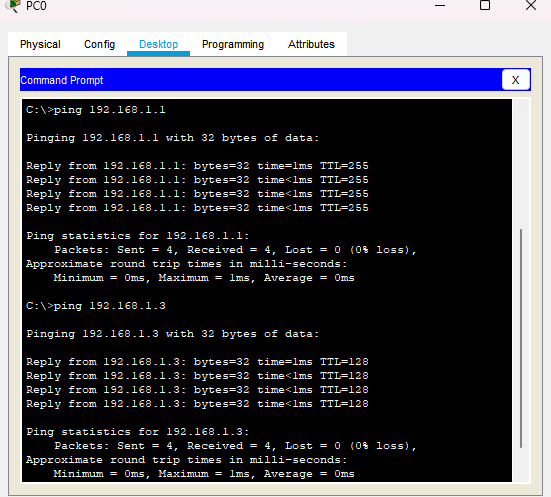 PC0
Physical Config Desktop Programming Attributes
Command Prompt X
C:\>ping 192.168.1.1
Pinging 192.168.1.1 with 32 bytes of data:
Reply from 192.168.1.1: bytes=32 time=1ms TTL=255
Reply from 192.168.1.1: bytes=32 time<1ms TTL=255
Reply from 192.168.1.1: bytes=32 time<1ms TTL=255
Reply from 192.168.1.1: bytes=32 time<1ms TTL=255
Ping statistics for 192.168.1.1:
Packets: Sent = 4, Received = 4, Lost = 0 (0% loss),
Approximate round trip times in milli-seconds:
Minimum = 0ms, Maximum = 1ms, Average = 0ms
C:\>ping 192.168.1.3
Pinging 192.168.1.3 with 32 bytes of data:
Reply from 192.168.1.3: bytes=32 time=1ms TTL=128
Reply from 192.168.1.3: bytes=32 time<1ms TTL=128
Reply from 192.168.1.3: bytes=32 time<1ms TTL=128
Reply from 192.168.1.3: bytes=32 time<1ms TTL=128
Ping statistics for 192.168.1.3:
Packets: Sent = 4, Received = 4, Lost = 0 (0% loss),
Approximate round trip times in milli-seconds:
Minimum = 0ms, Maximum = 1ms, Average = 0ms